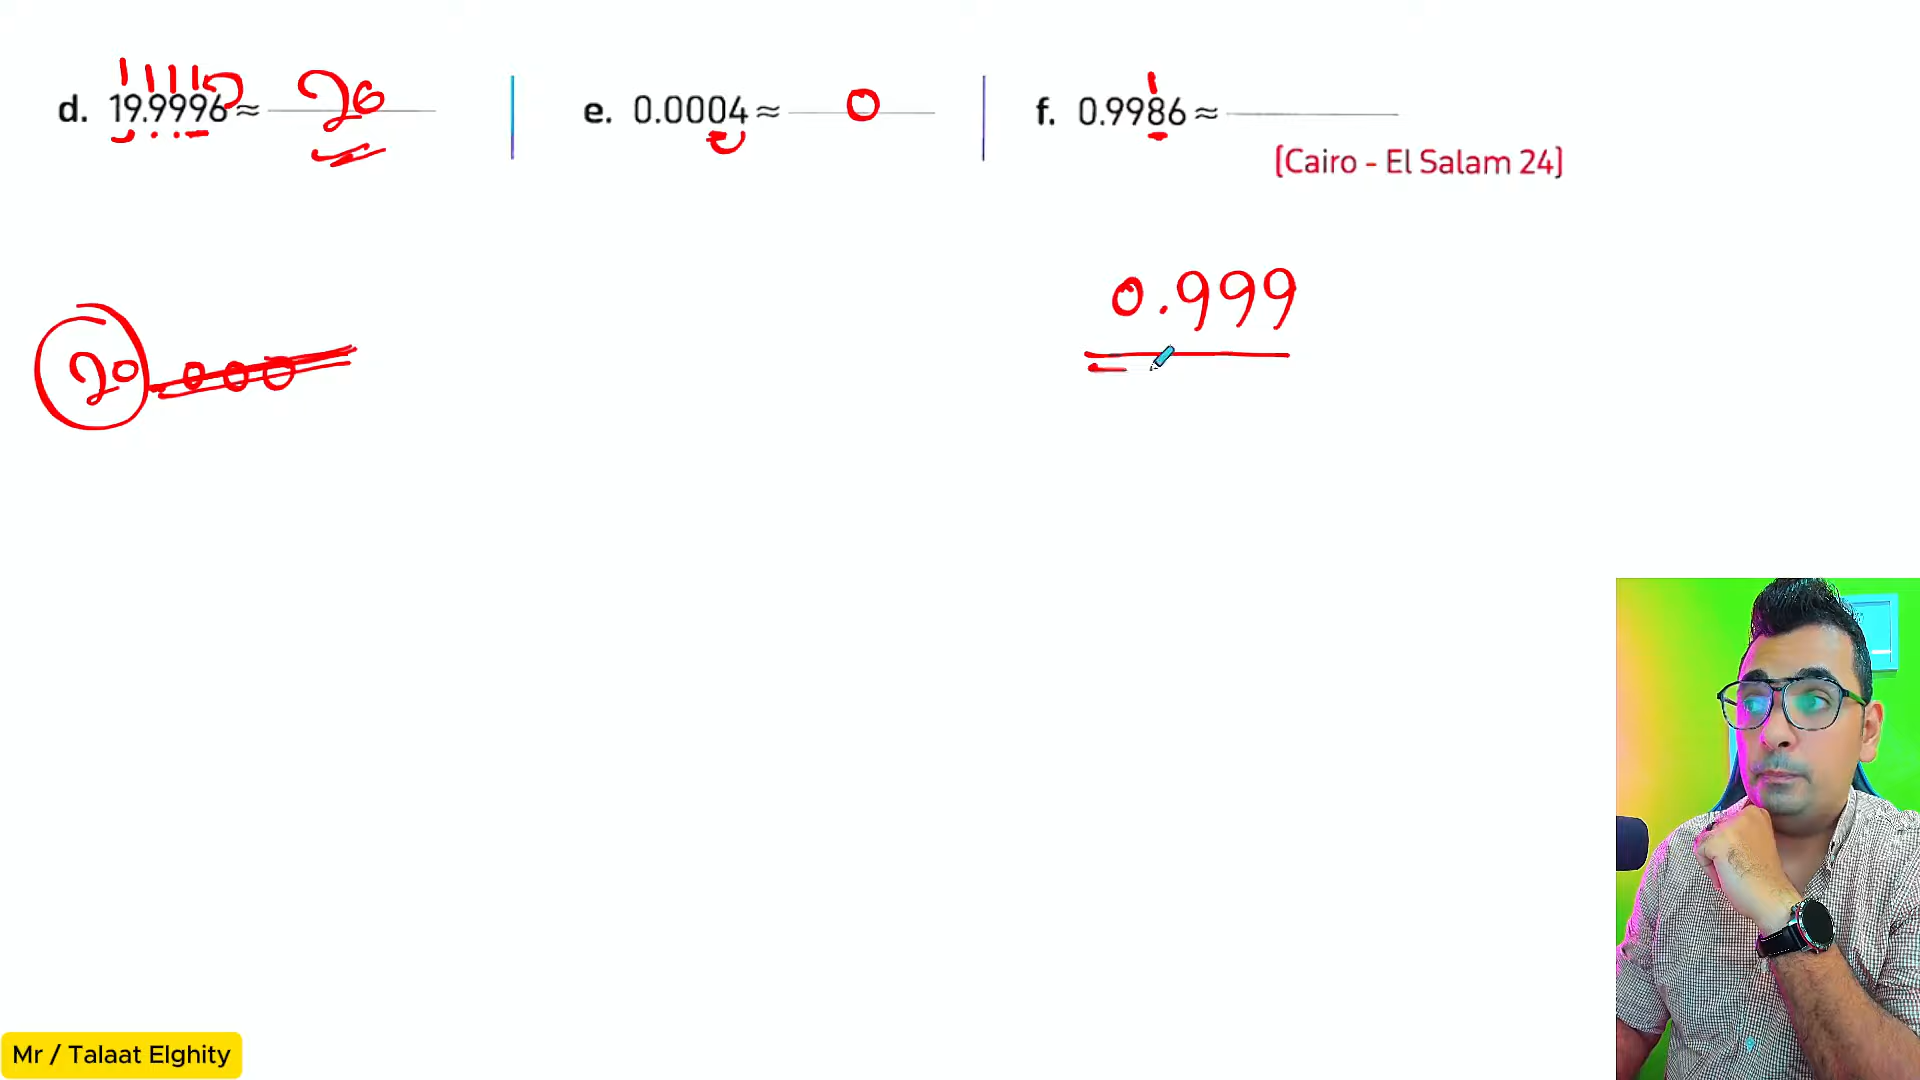 d. 19.9996 ≈ 20
e. 0.0004 ≈ 0
f. 0.9986 ≈
[Cairo - El Salam 24]
0.999
20.000
Mr / Talaat Elghity